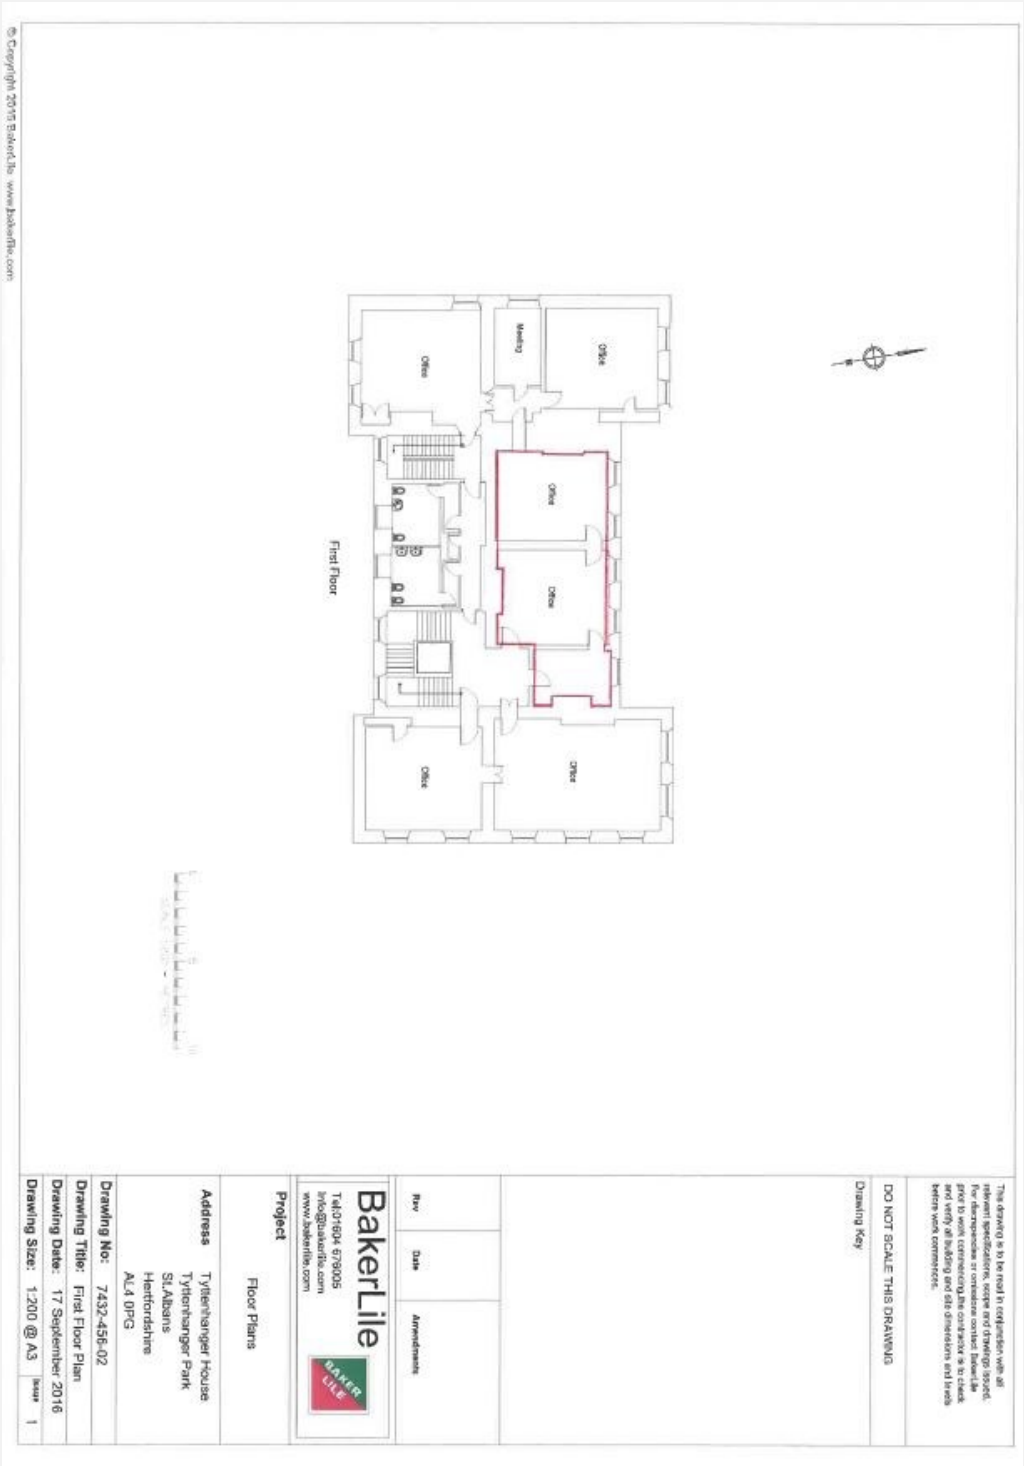 This drawing is to be read in conjunction with all
relevant specifications, scope and drawings issued.
For discrepancies or omissions contact BakerLile
prior to work commencing, the contractor is to check
and verify all building and site dimensions and levels
before work commences.
DO NOT SCALE THIS DRAWING
Drawing Key
Rev Date Amendments
BakerLile
BAKER
LILE
Tel:01604 676005
info@bakerlile.com
www.bakerlile.com
Project
Floor Plans
Address Tyttenhanger House
Tyttenhanger Park
St.Albans
Hertfordshire
AL4 0PG
Drawing No: 7432-456-02
Drawing Title: First Floor Plan
Drawing Date: 17 September 2016
Drawing Size: 1:200 @ A3 Issue 1
Office
Meeting
Office
Office
Office
Office
Office
First Floor
© Copyright 2015 BakerLile www.bakerlile.com